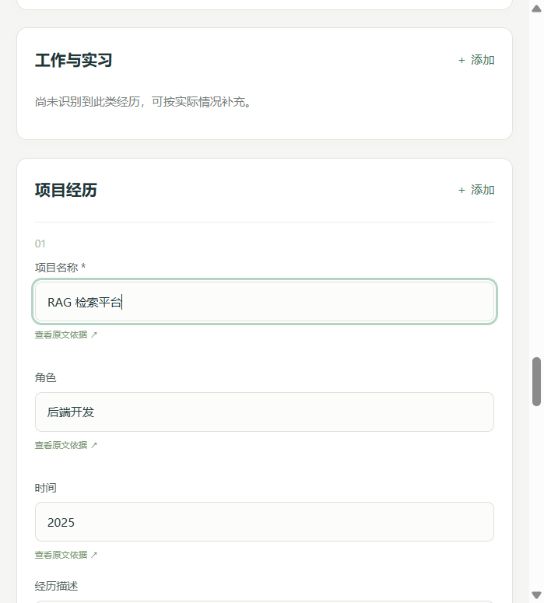 工作与实习
+ 添加
尚未识别到此类经历，可按实际情况补充。
项目经历
+ 添加
01
项目名称 *
RAG 检索平台
查看原文依据 ↗
角色
后端开发
查看原文依据 ↗
时间
2025
查看原文依据 ↗
经历描述